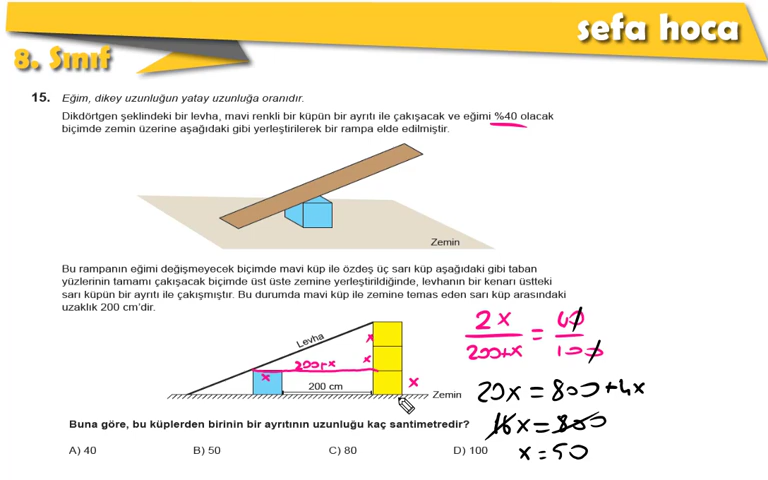 sefa hoca
8. Sınıf
15. Eğim, dikey uzunluğun yatay uzunluğa oranıdır.
Dikdörtgen şeklindeki bir levha, mavi renkli bir küpün bir ayrıtı ile çakışacak ve eğimi %40 olacak
biçimde zemin üzerine aşağıdaki gibi yerleştirilerek bir rampa elde edilmiştir.
Zemin
Bu rampanın eğimi değişmeyecek biçimde mavi küp ile özdeş üç sarı küp aşağıdaki gibi taban
yüzlerinin tamamı çakışacak biçimde üst üste zemine yerleştirildiğinde, levhanın bir kenarı üstteki
sarı küpün bir ayrıtı ile çakışmıştır. Bu durumda mavi küp ile zemine temas eden sarı küp arasındaki
uzaklık 200 cm'dir.
2x / 200+x = 40 / 100
Levha
x
200+x
x
x
x
200 cm
Zemin
20x = 800+4x
16x = 800
x = 50
Buna göre, bu küplerden birinin bir ayrıtının uzunluğu kaç santimetredir?
A) 40 B) 50 C) 80 D) 100